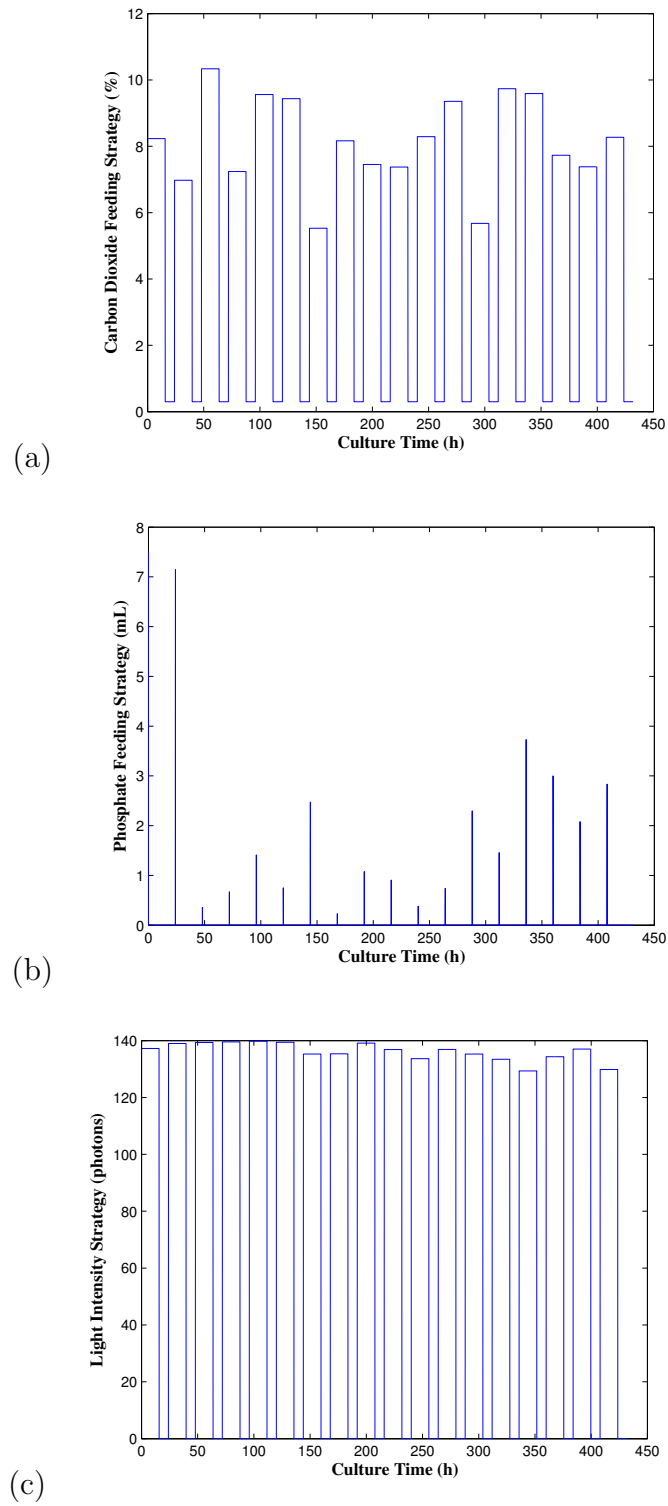 12
10
8
6
4
2
0
0 50 100 150 200 250 300 350 400 450
Carbon Dioxide Feeding Strategy (%)
Culture Time (h)
(a)
8
7
6
5
4
3
2
1
0
0 50 100 150 200 250 300 350 400 450
Phosphate Feeding Strategy (mL)
Culture Time (h)
(b)
140
120
100
80
60
40
20
0
0 50 100 150 200 250 300 350 400 450
Light Intensity Strategy (photons)
Culture Time (h)
(c)